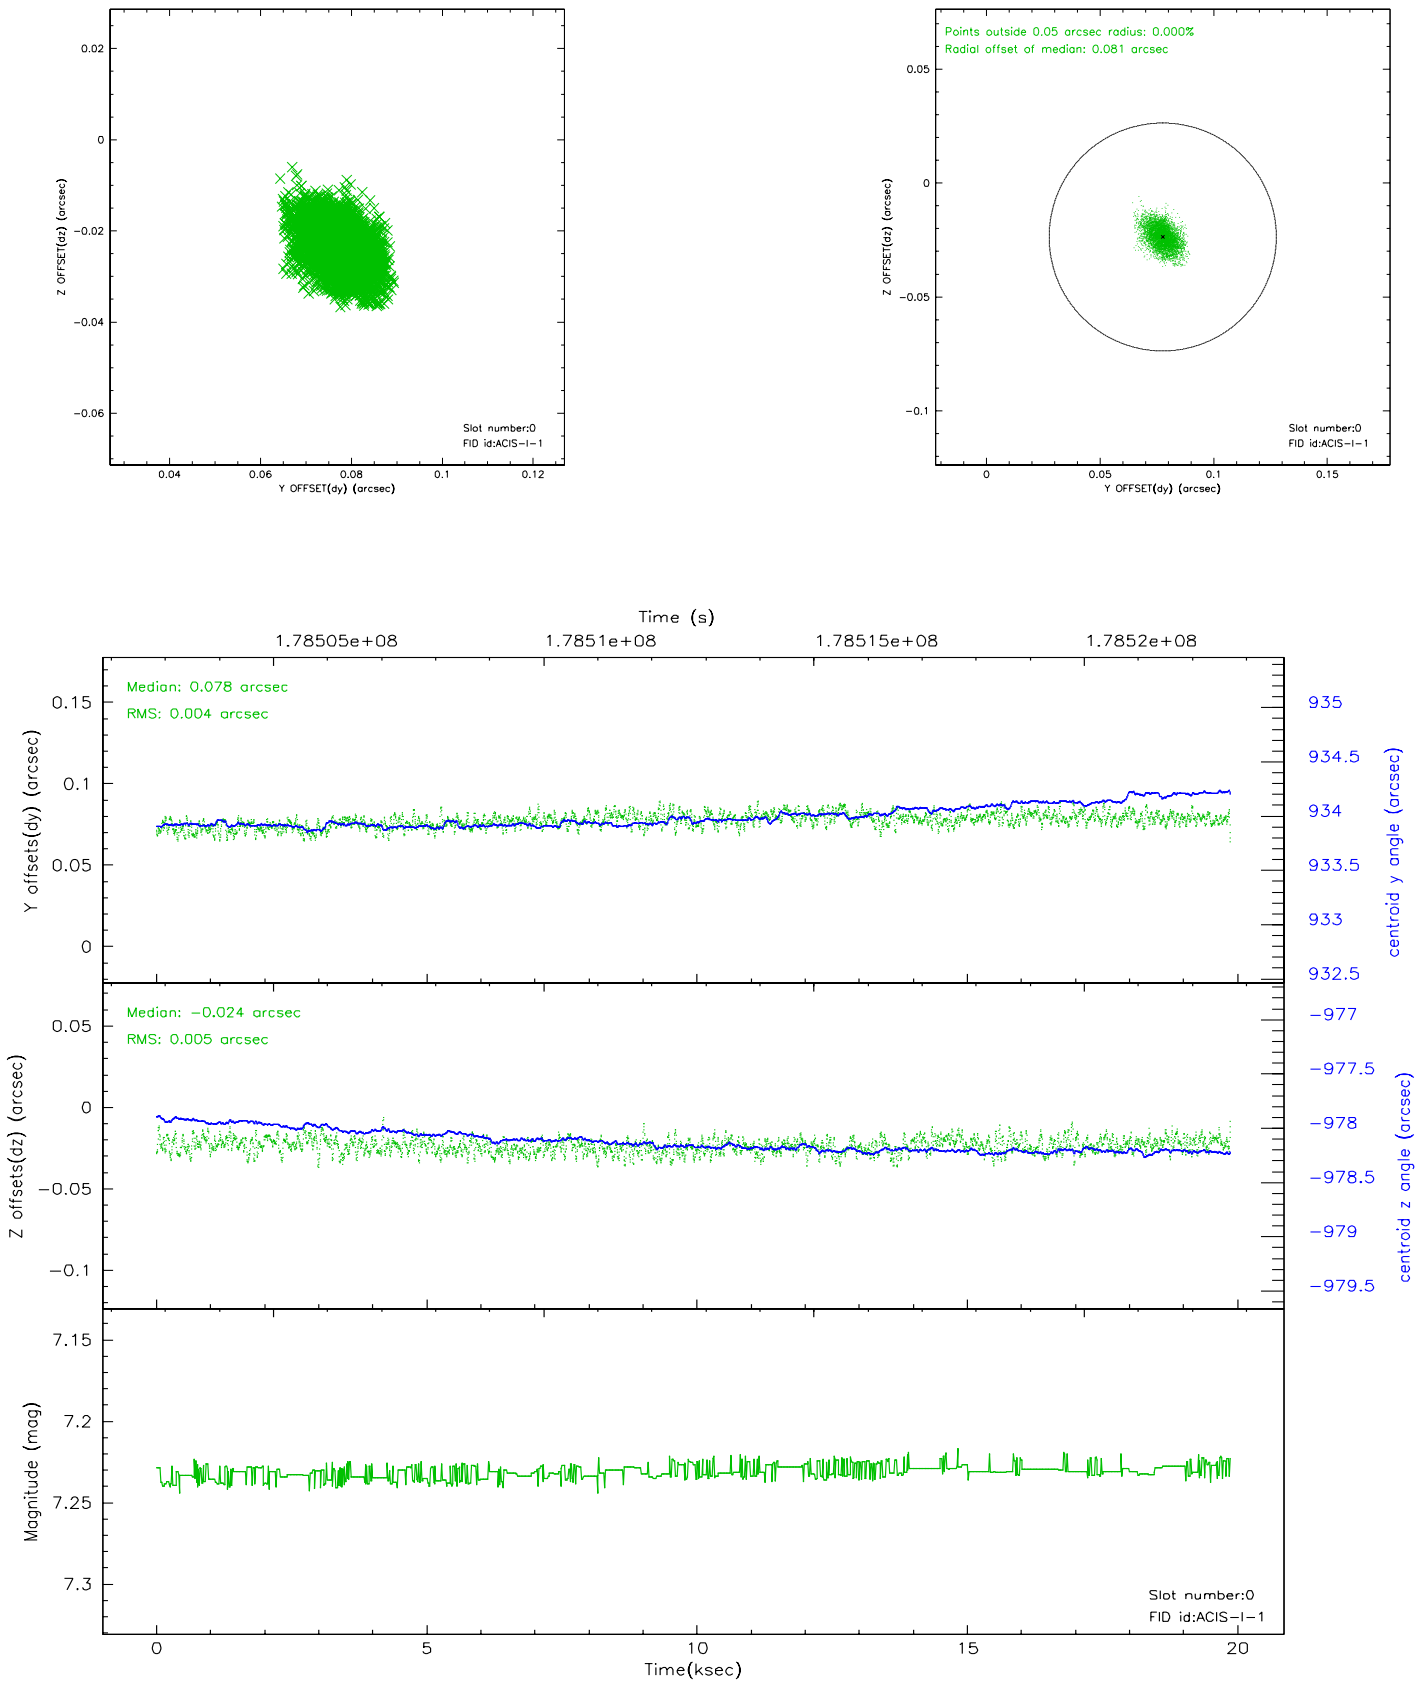 0.02
0
−0.02
−0.04
−0.06
Z OFFSET(dz) (arcsec)
Slot number:0
FID id:ACIS−I−1
0.04 0.06 0.08 0.1 0.12
Y OFFSET(dy) (arcsec)
Points outside 0.05 arcsec radius: 0.000%
Radial offset of median: 0.081 arcsec
0.05
0
−0.05
−0.1
Z OFFSET(dz) (arcsec)
Slot number:0
FID id:ACIS−I−1
0 0.05 0.1 0.15
Y OFFSET(dy) (arcsec)
Time (s)
1.78505e+08 1.7851e+08 1.78515e+08 1.7852e+08
Median: 0.078 arcsec
RMS: 0.004 arcsec
0.15
0.1
0.05
0
Y offsets(dy) (arcsec)
935
934.5
934
933.5
933
932.5
centroid y angle (arcsec)
Median: −0.024 arcsec
RMS: 0.005 arcsec
0.05
0
−0.05
−0.1
Z offsets(dz) (arcsec)
−977
−977.5
−978
−978.5
−979
−979.5
centroid z angle (arcsec)
7.15
7.2
7.25
7.3
Magnitude (mag)
Slot number:0
FID id:ACIS−I−1
0 5 10 15 20
Time(ksec)